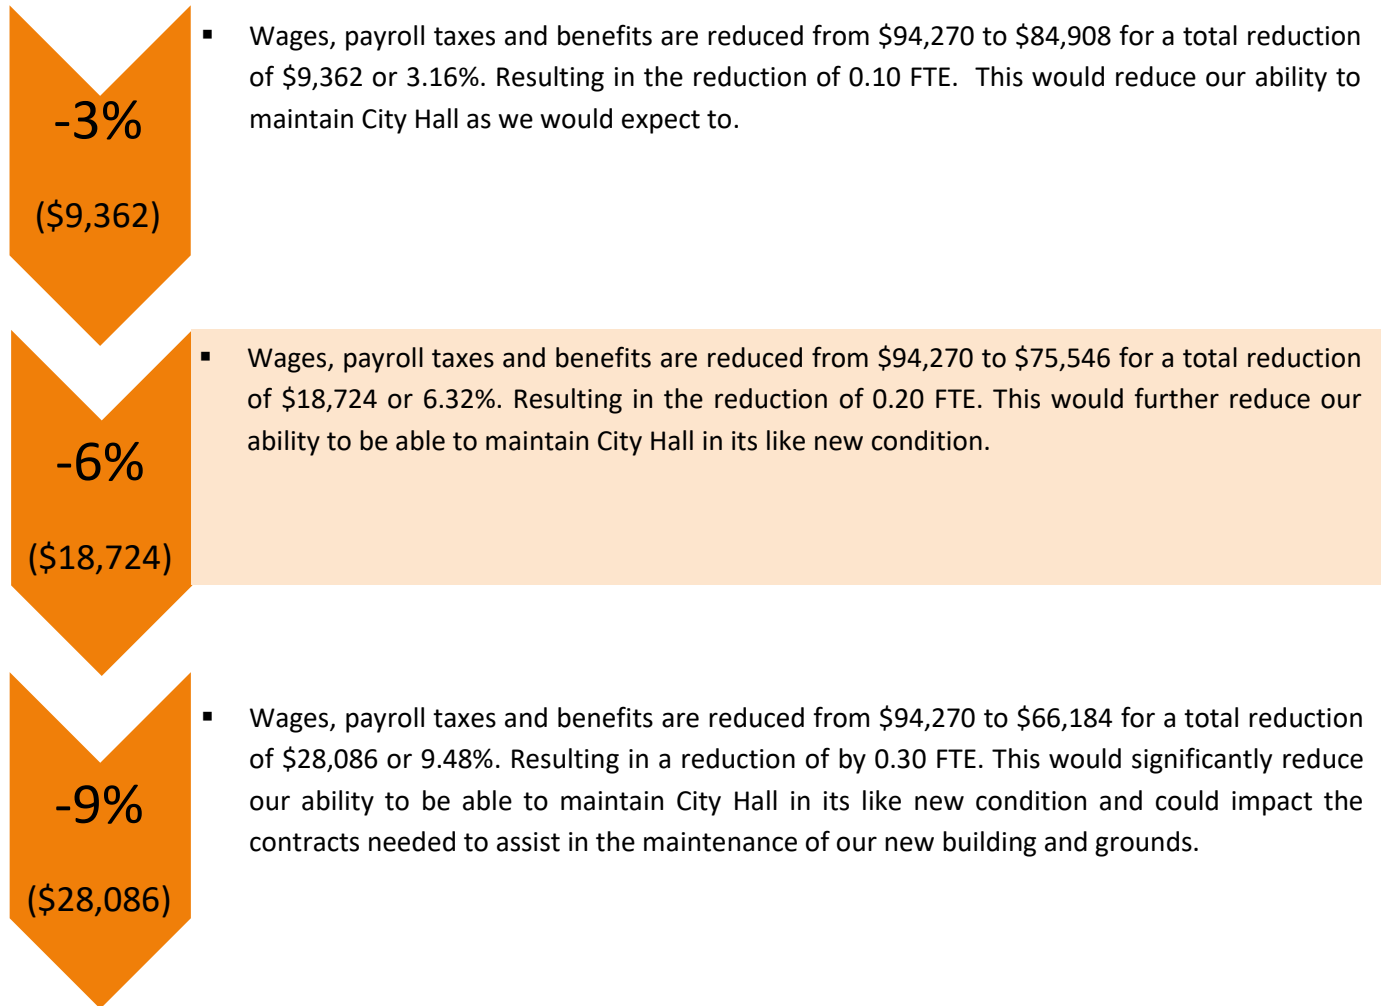 -3%
($9,362)
▪ Wages, payroll taxes and benefits are reduced from $94,270 to $84,908 for a total reduction
of $9,362 or 3.16%. Resulting in the reduction of 0.10 FTE.  This would reduce our ability to
maintain City Hall as we would expect to.
-6%
($18,724)
▪ Wages, payroll taxes and benefits are reduced from $94,270 to $75,546 for a total reduction
of $18,724 or 6.32%. Resulting in the reduction of 0.20 FTE. This would further reduce our
ability to be able to maintain City Hall in its like new condition.
-9%
($28,086)
▪ Wages, payroll taxes and benefits are reduced from $94,270 to $66,184 for a total reduction
of $28,086 or 9.48%. Resulting in a reduction of by 0.30 FTE. This would significantly reduce
our ability to be able to maintain City Hall in its like new condition and could impact the
contracts needed to assist in the maintenance of our new building and grounds.